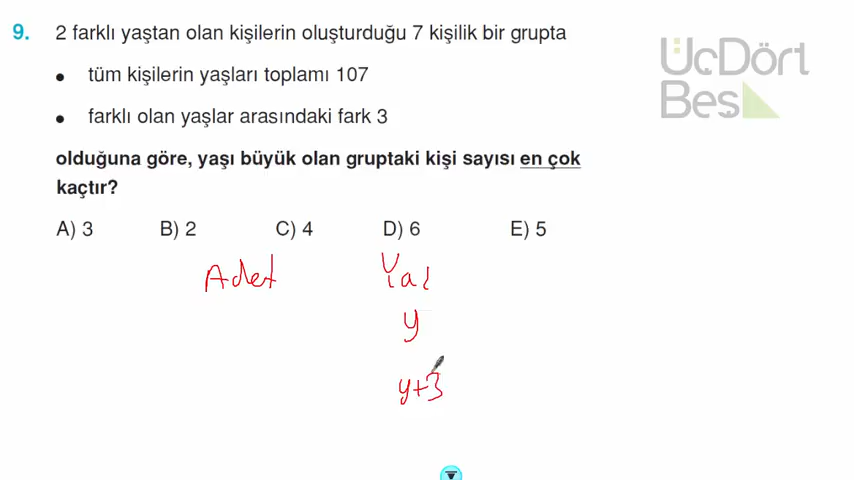 9. 2 farklı yaştan olan kişilerin oluşturduğu 7 kişilik bir grupta
• tüm kişilerin yaşları toplamı 107
• farklı olan yaşlar arasındaki fark 3
olduğuna göre, yaşı büyük olan gruptaki kişi sayısı en çok
kaçtır?
A) 3 B) 2 C) 4 D) 6 E) 5
ÜçDört
Beş
Adet Yaş
y
y+3